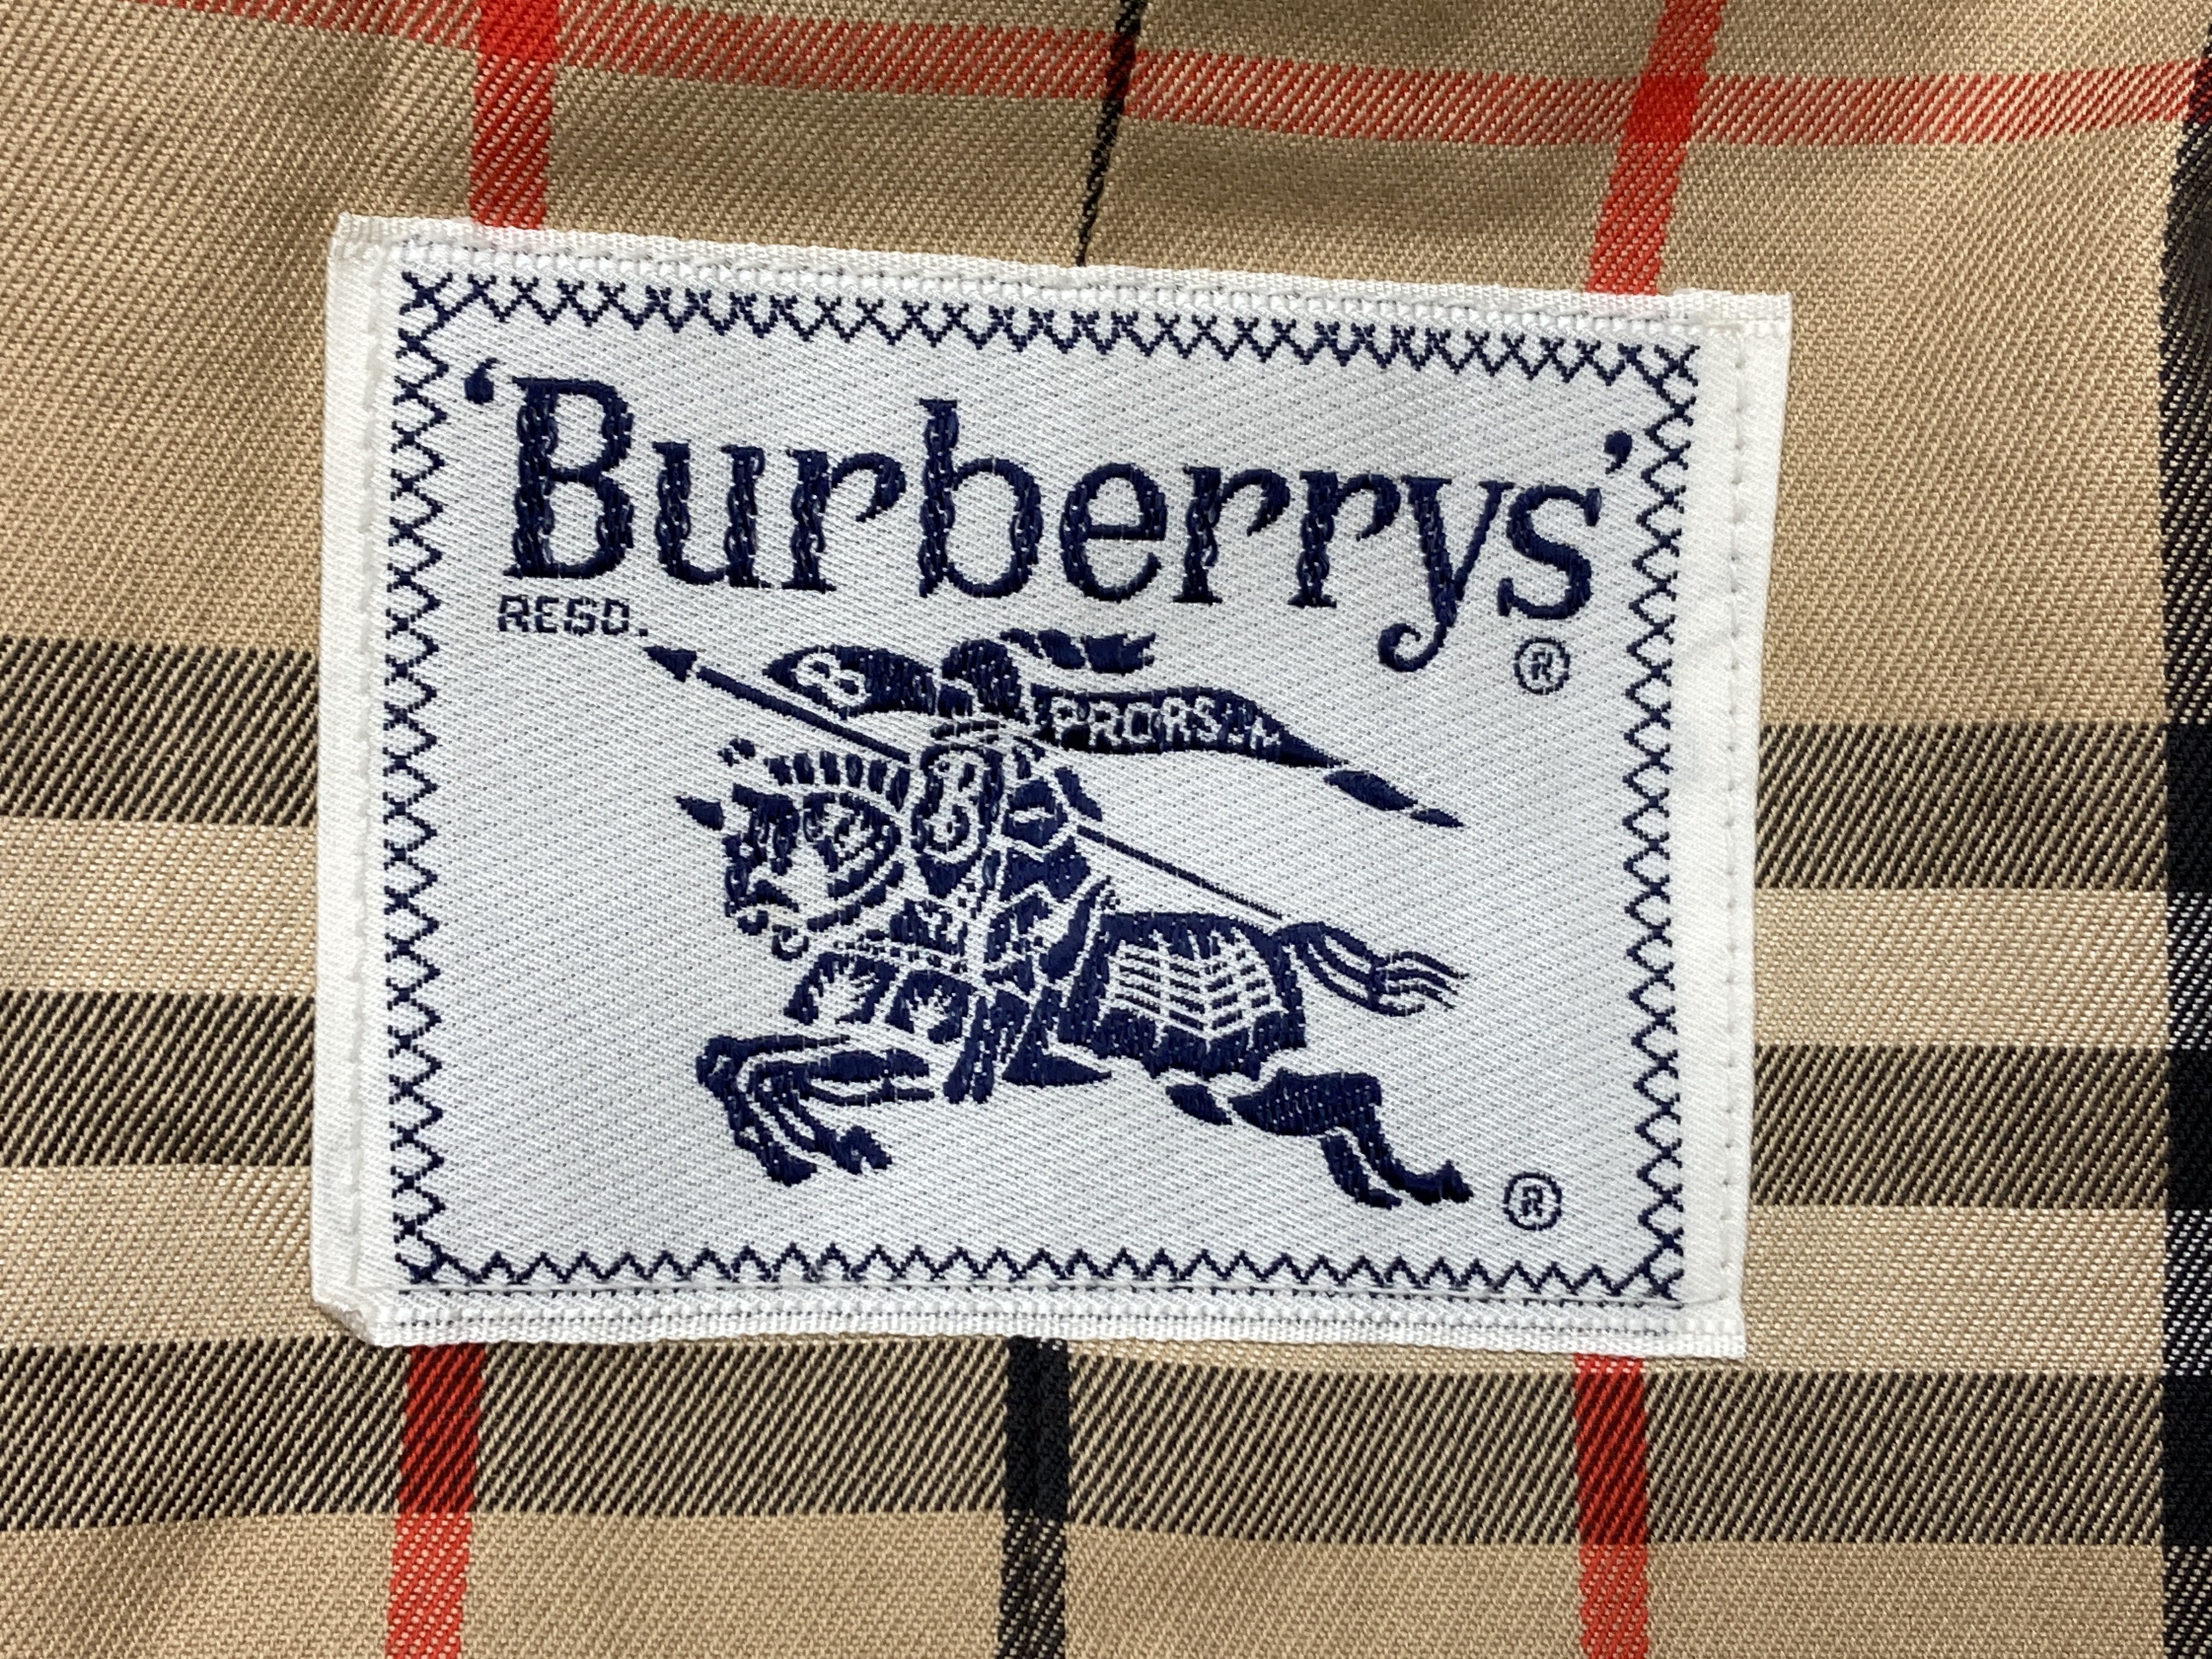 ‘Burberrys’
REGD.
®
PRORSUM
B
®